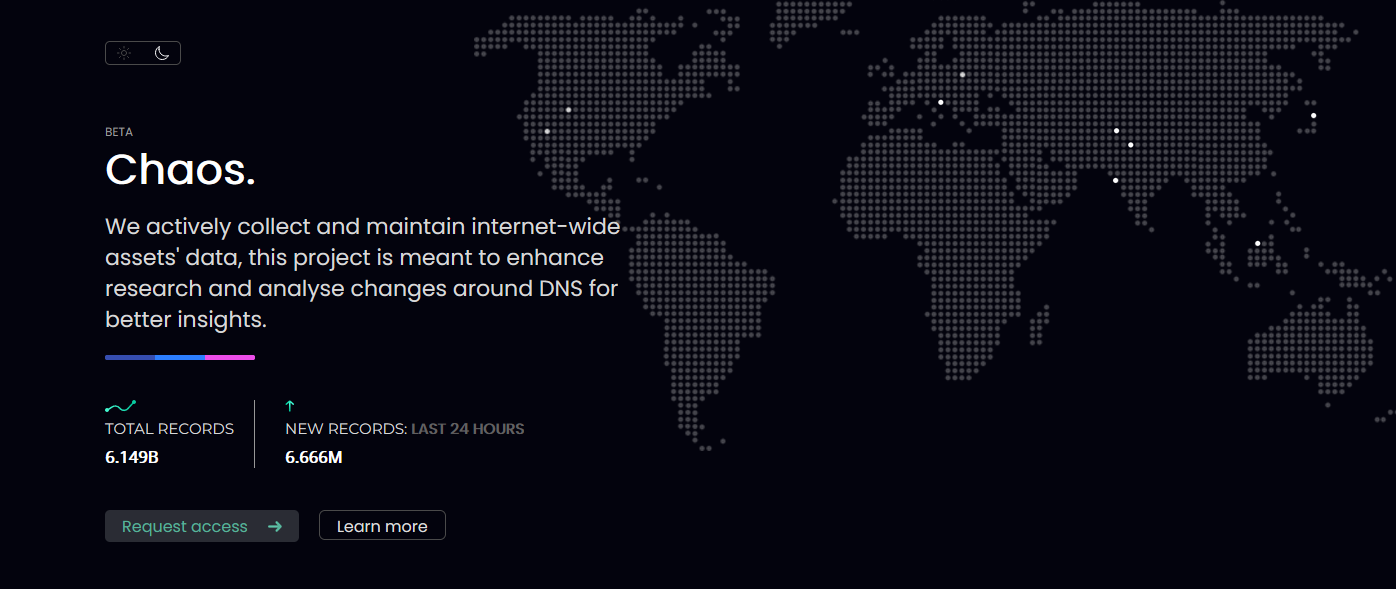 BETA
Chaos.
We actively collect and maintain internet-wide
assets' data, this project is meant to enhance
research and analyse changes around DNS for
better insights.
TOTAL RECORDS
6.149B
NEW RECORDS: LAST 24 HOURS
6.666M
Request access
Learn more